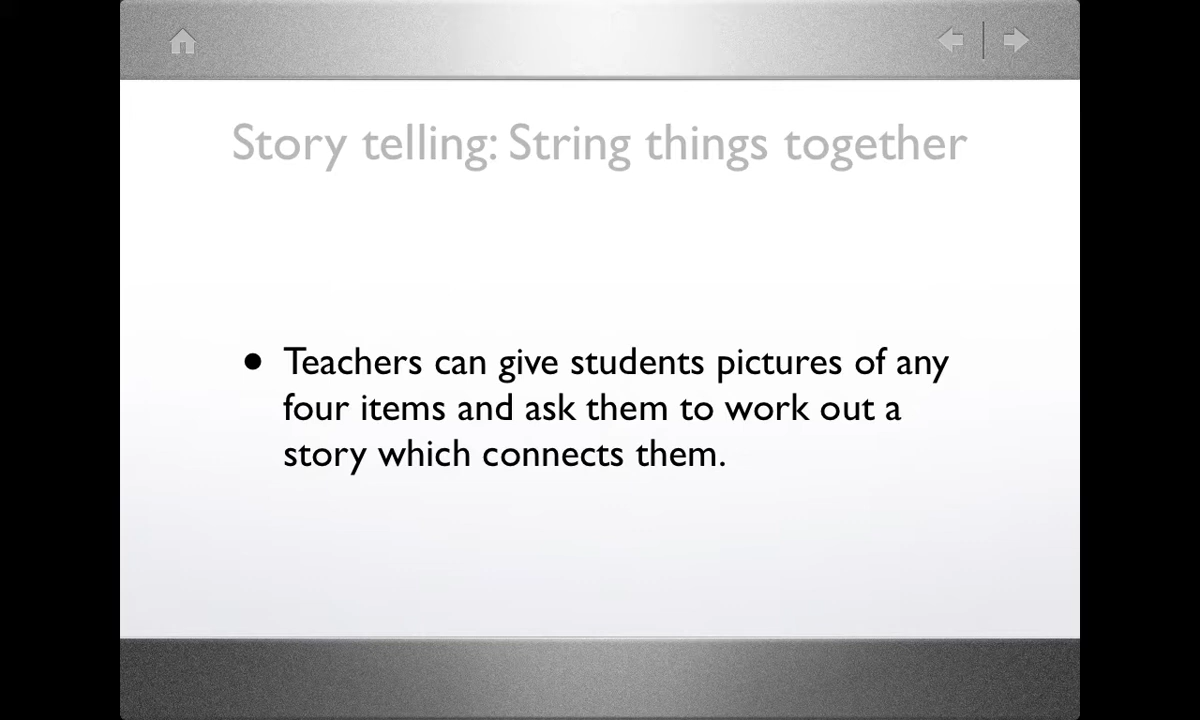 Story telling: String things together
● Teachers can give students pictures of any
four items and ask them to work out a
story which connects them.